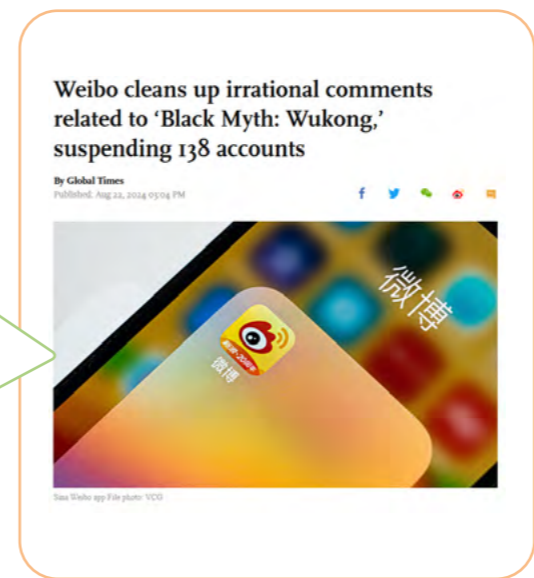 Weibo cleans up irrational comments
related to ‘Black Myth: Wukong,’
suspending 138 accounts
By Global Times
Published: Aug 22, 2024 05:04 PM
微博
微博
Sina Weibo app File photo: VCG